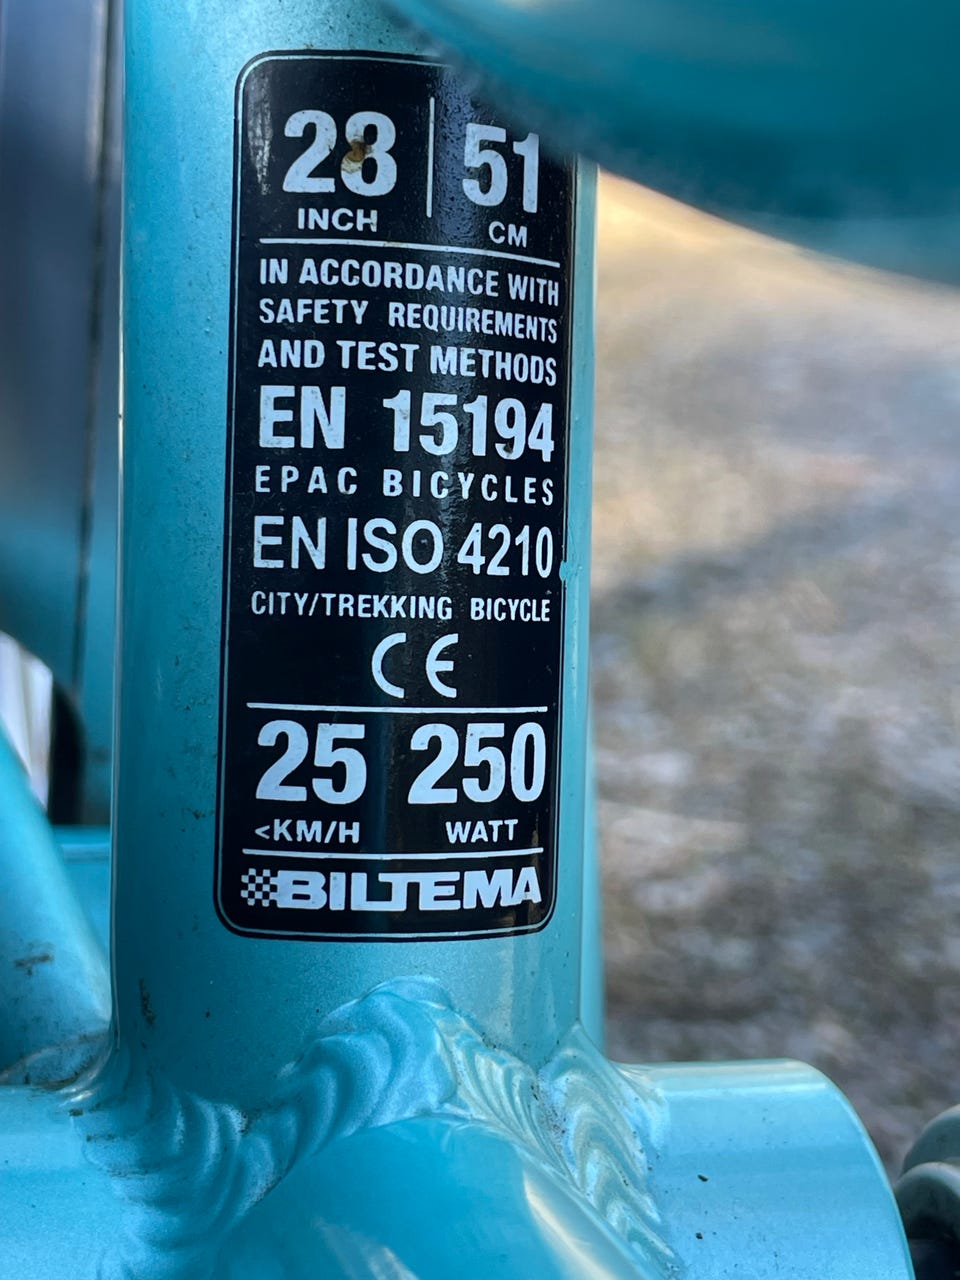 28 | 51
INCH CM
IN ACCORDANCE WITH
SAFETY REQUIREMENTS
AND TEST METHODS
EN 15194
EPAC BICYCLES
EN ISO 4210
CITY/TREKKING BICYCLE
CE
25 250
<KM/H WATT
BILTEMA